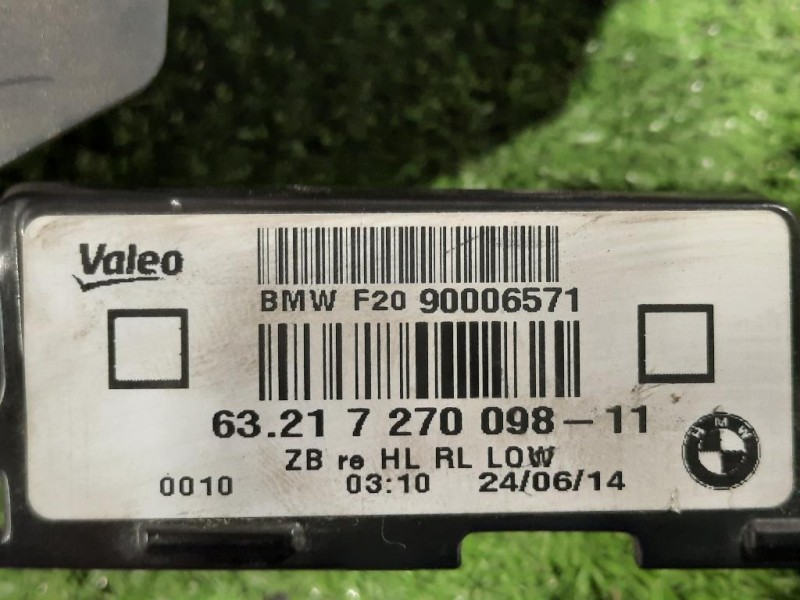 Valeo
BMW F20 90006571
63.21 7 270 098-11
BMW
ZB re HL RL LOW
0010 03:10 24/06/14